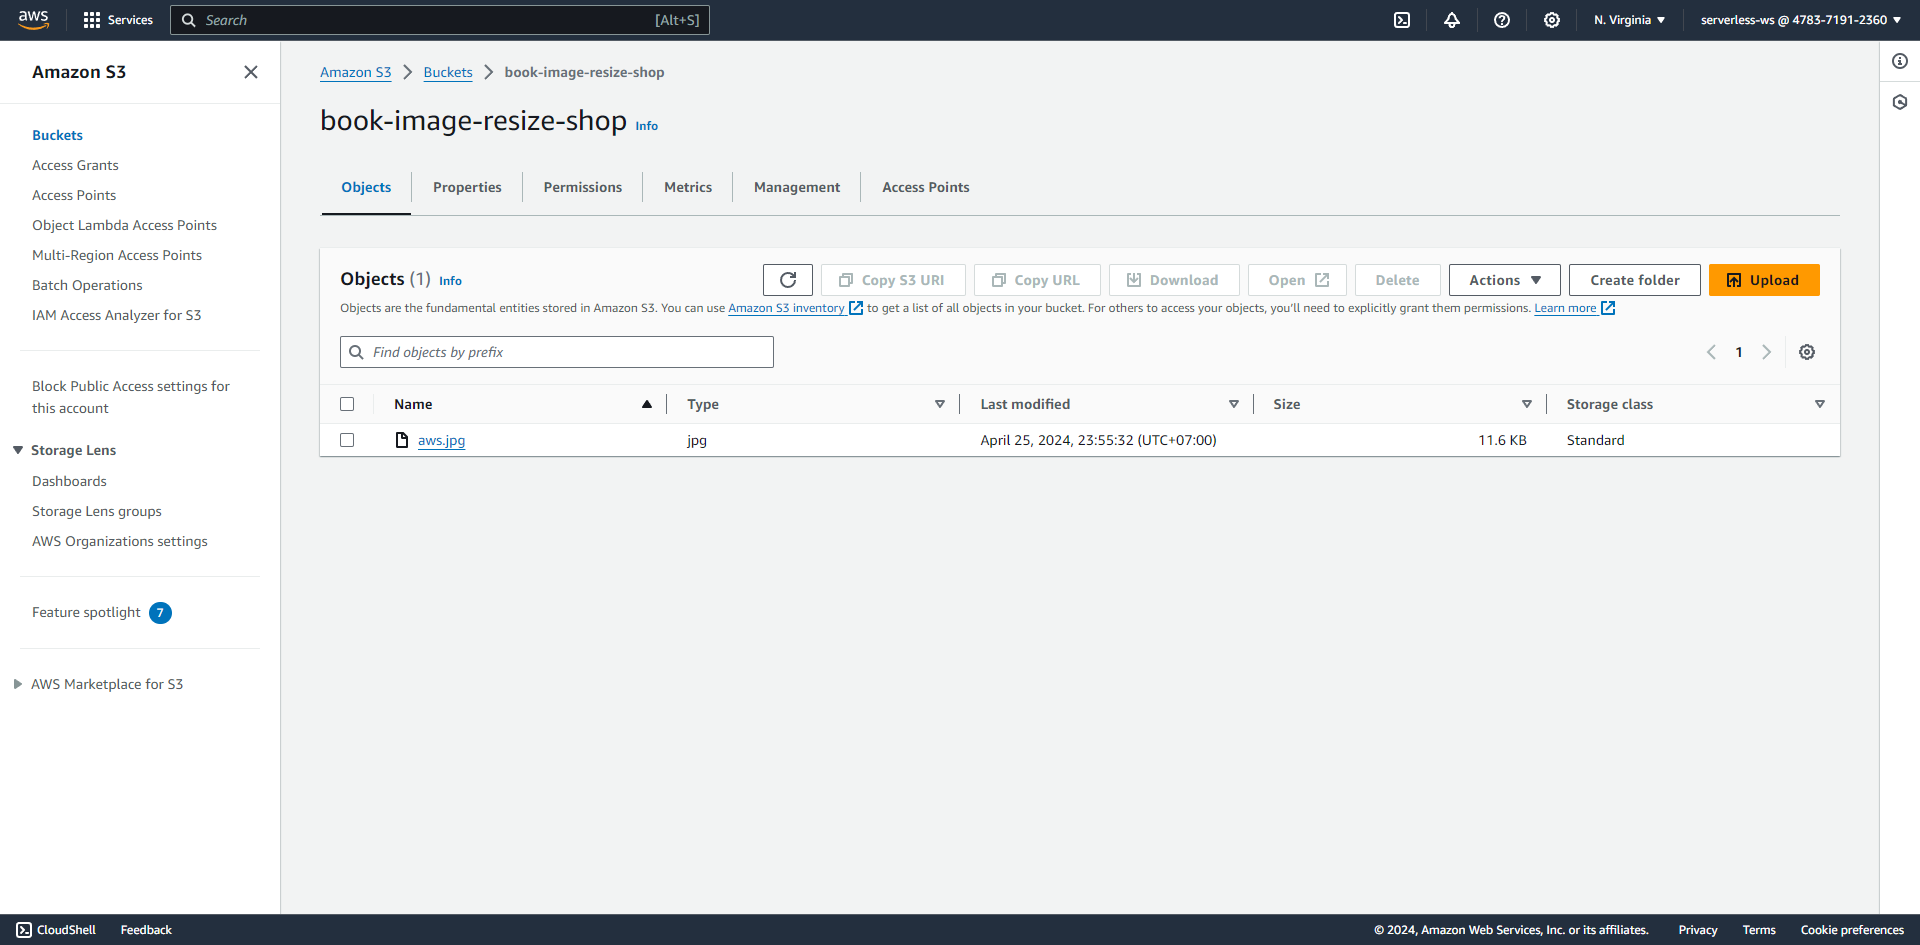 aws Services Search [Alt+S] N. Virginia serverless-ws @ 4783-7191-2360
Amazon S3
Buckets
Access Grants
Access Points
Object Lambda Access Points
Multi-Region Access Points
Batch Operations
IAM Access Analyzer for S3
Block Public Access settings for
this account
Storage Lens
Dashboards
Storage Lens groups
AWS Organizations settings
Feature spotlight 7
AWS Marketplace for S3
Amazon S3 Buckets book-image-resize-shop
book-image-resize-shop Info
Objects Properties Permissions Metrics Management Access Points
Objects (1) Info Copy S3 URI Copy URL Download Open Delete Actions Create folder Upload
Objects are the fundamental entities stored in Amazon S3. You can use Amazon S3 inventory to get a list of all objects in your bucket. For others to access your objects, you'll need to explicitly grant them permissions. Learn more
Find objects by prefix 1
Name Type Last modified Size Storage class
aws.jpg jpg April 25, 2024, 23:55:32 (UTC+07:00) 11.6 KB Standard
CloudShell Feedback © 2024, Amazon Web Services, Inc. or its affiliates. Privacy Terms Cookie preferences